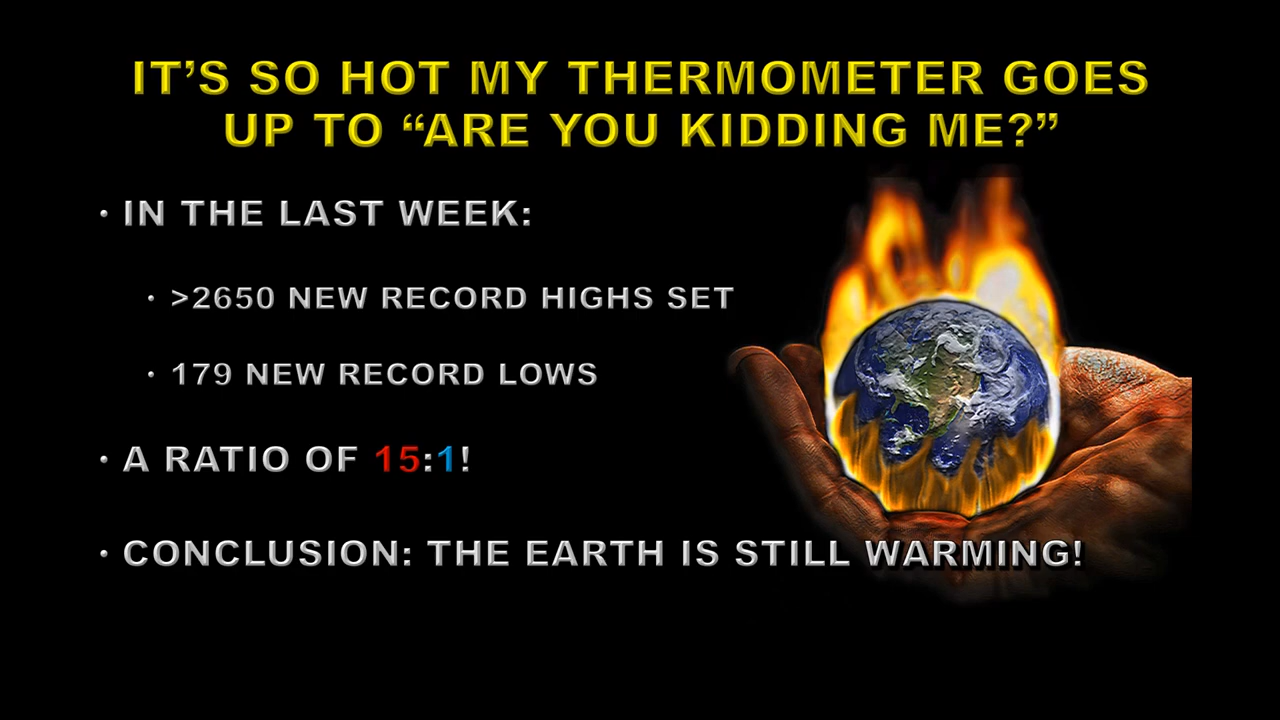 IT’S SO HOT MY THERMOMETER GOES
UP TO “ARE YOU KIDDING ME?”
• IN THE LAST WEEK:
• >2650 NEW RECORD HIGHS SET
• 179 NEW RECORD LOWS
• A RATIO OF 15:1!
• CONCLUSION: THE EARTH IS STILL WARMING!